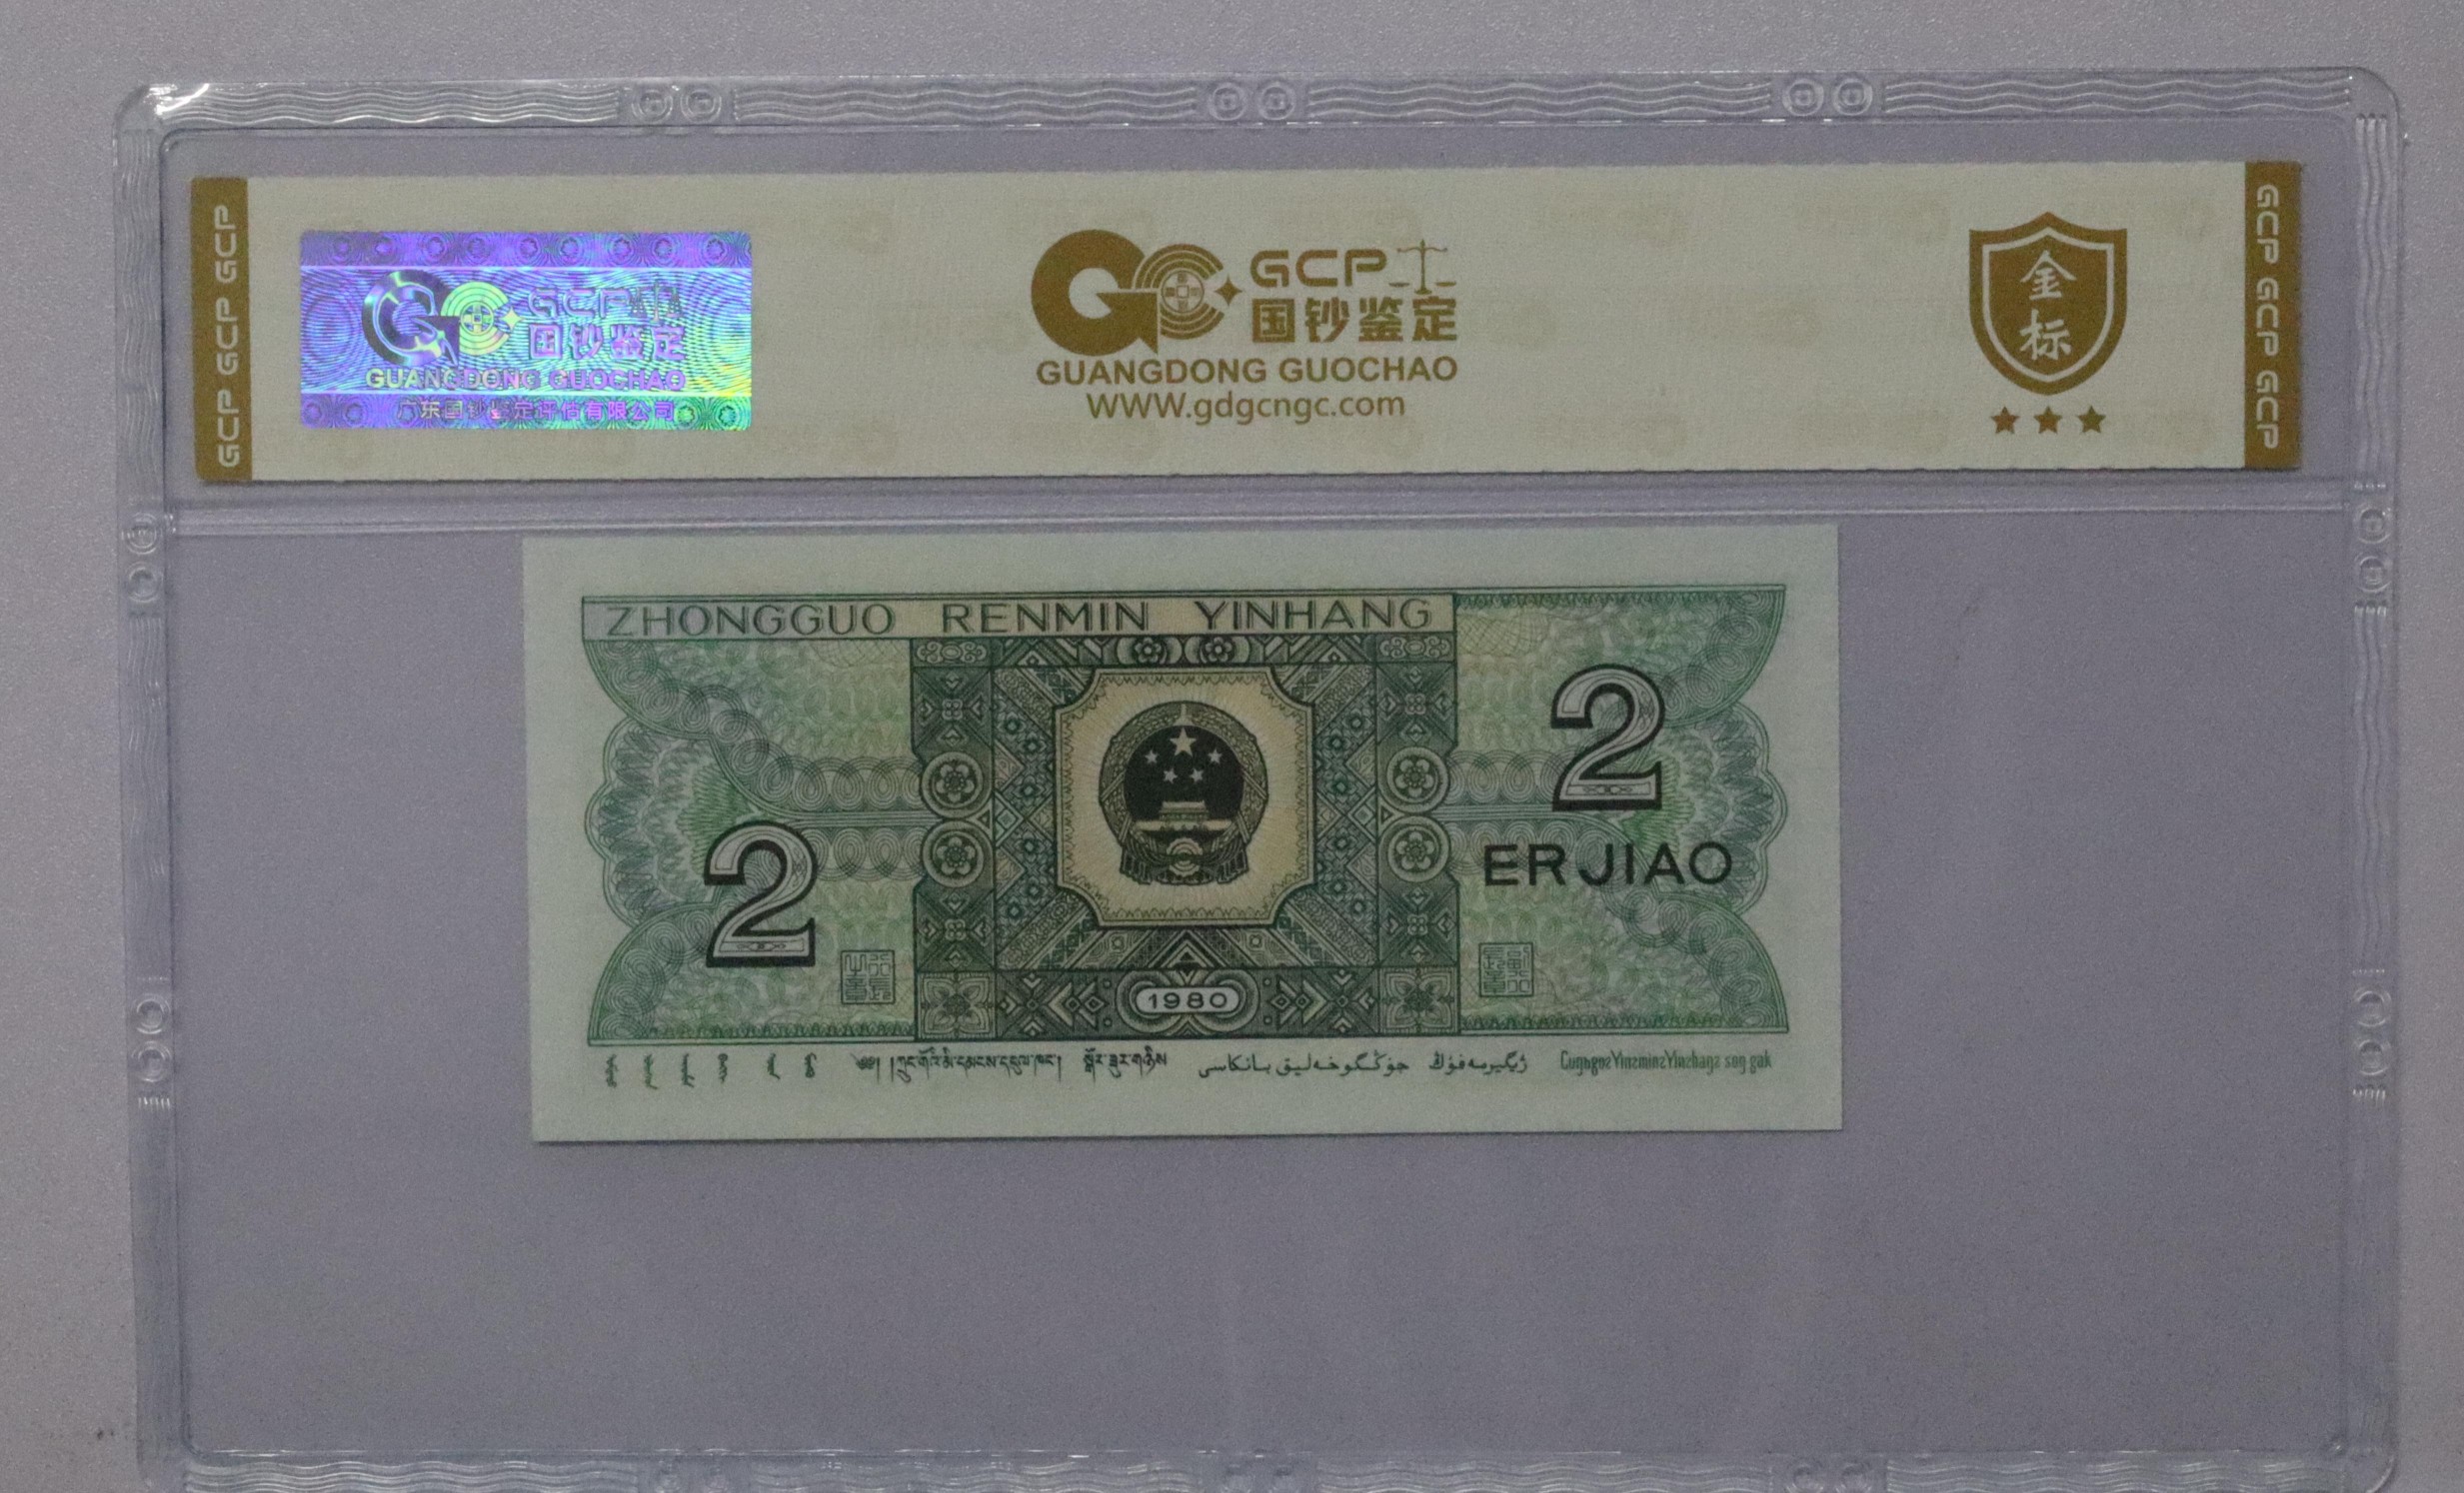 GCP GCP GCP
GCP
国钞鉴定
GUANGDONG GUOCHAO
广东国钞鉴定评估有限公司
GCP
国钞鉴定
GUANGDONG GUOCHAO
WWW.gdgcngc.com
金
标
GCP GCP GCP
ZHONGGUO RENMIN YINHANG
2
ERJIAO
2
1980